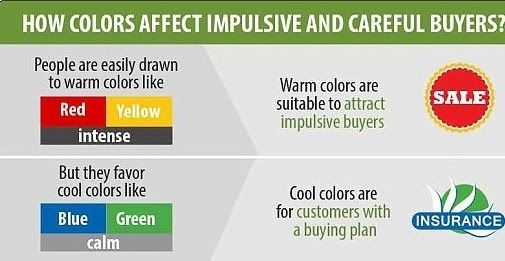 HOW COLORS AFFECT IMPULSIVE AND CAREFUL BUYERS?
People are easily drawn
to warm colors like
Red Yellow
intense
Warm colors are
suitable to attract
impulsive buyers
SALE
But they favor
cool colors like
Blue Green
calm
Cool colors are
for customers with
a buying plan
INSURANCE